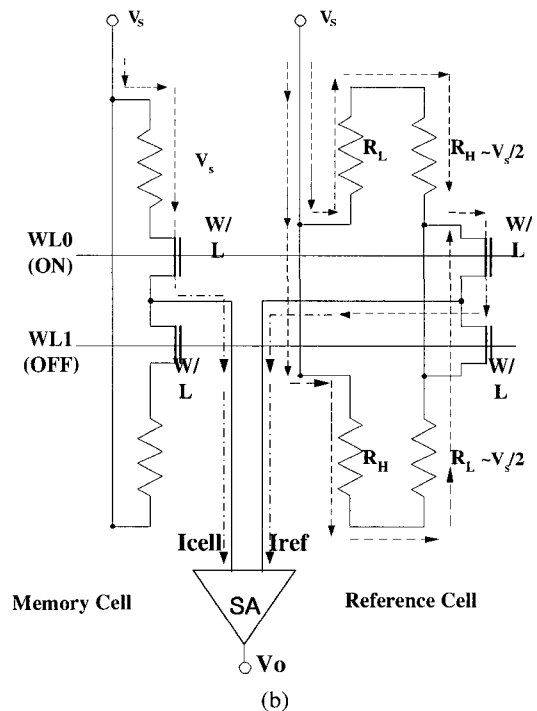 Vs Vs
RL RH ~Vs/2
Vs
W/ W/
WL0 L L
(ON)
WL1
(OFF) W/ W/
L L
RH RL ~Vs/2
Icell Iref
Memory Cell SA Reference Cell
Vo
(b)